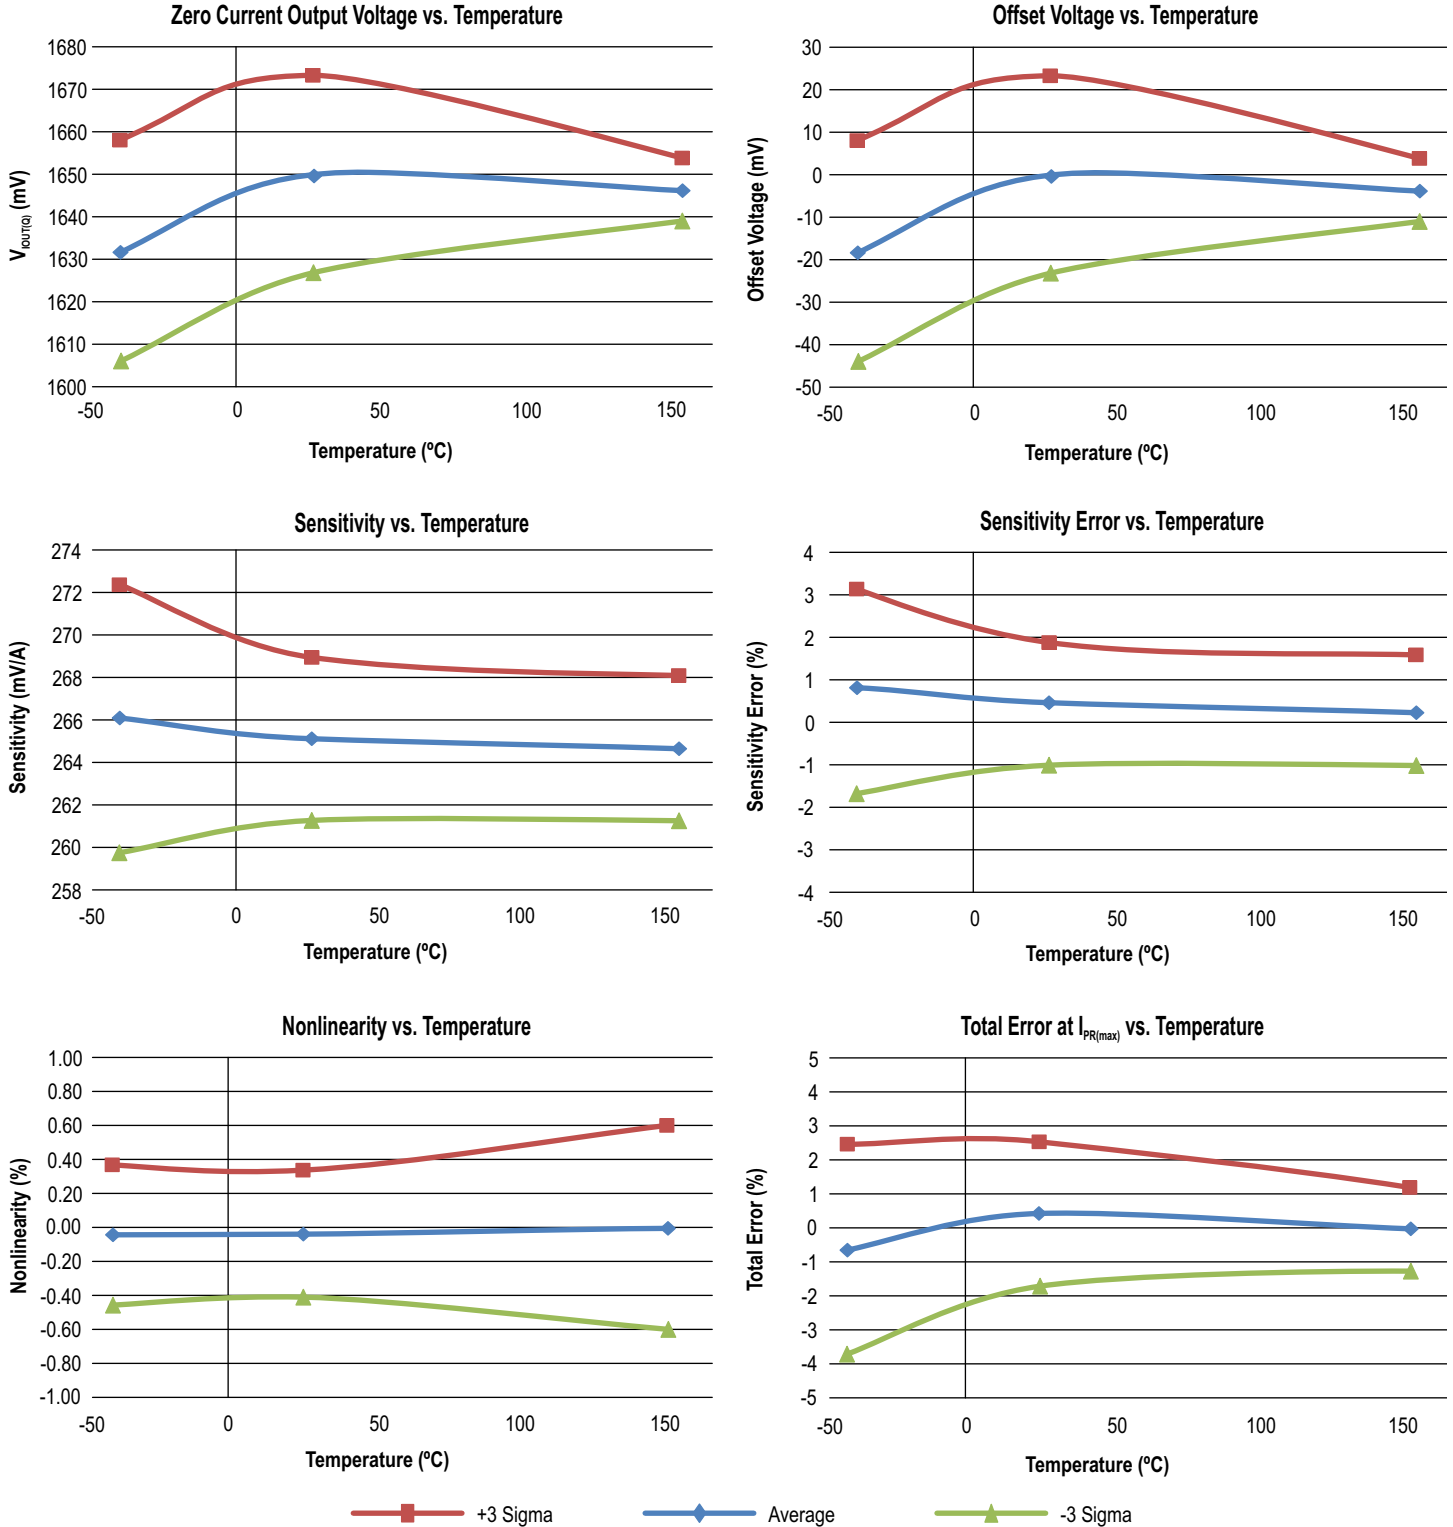 Zero Current Output Voltage vs. Temperature
1680
1670
1660
1650
1640
1630
1620
1610
1600
VIOUT(Q) (mV)
-50 0 50 100 150
Temperature (ºC)
Offset Voltage vs. Temperature
30
20
10
0
-10
-20
-30
-40
-50
Offset Voltage (mV)
-50 0 50 100 150
Temperature (ºC)
Sensitivity vs. Temperature
274
272
270
268
266
264
262
260
258
Sensitivity (mV/A)
-50 0 50 100 150
Temperature (ºC)
Sensitivity Error vs. Temperature
4
3
2
1
0
-1
-2
-3
-4
Sensitivity Error (%)
-50 0 50 100 150
Temperature (ºC)
Nonlinearity vs. Temperature
1.00
0.80
0.60
0.40
0.20
0.00
-0.20
-0.40
-0.60
-0.80
-1.00
Nonlinearity (%)
-50 0 50 100 150
Temperature (ºC)
Total Error at IPR(max) vs. Temperature
5
4
3
2
1
0
-1
-2
-3
-4
-5
Total Error (%)
-50 0 50 100 150
Temperature (ºC)
+3 Sigma Average -3 Sigma